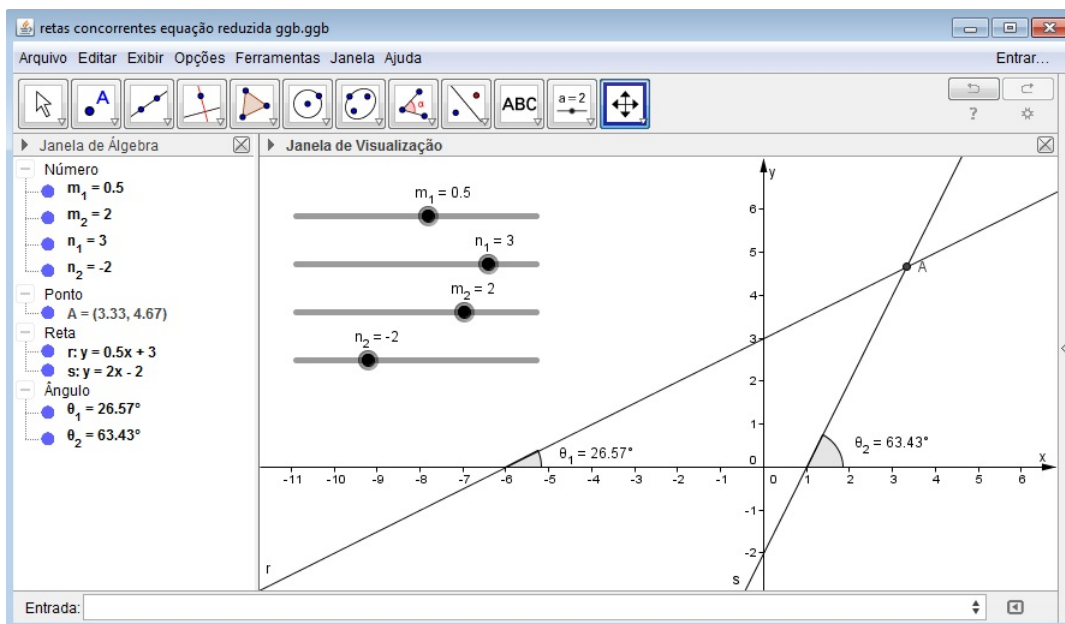 retas concorrentes equação reduzida ggb.ggb
Arquivo Editar Exibir Opções Ferramentas Janela Ajuda Entrar...
A α ABC a=2 ?
Janela de Álgebra
Janela de Visualização
Número
m₁ = 0.5
m₂ = 2
n₁ = 3
n₂ = -2
Ponto
A = (3.33, 4.67)
Reta
r: y = 0.5x + 3
s: y = 2x - 2
Ângulo
θ₁ = 26.57°
θ₂ = 63.43°
m₁ = 0.5
n₁ = 3
m₂ = 2
n₂ = -2
y
6
5
A
4
3
2
1
θ₁ = 26.57°
θ₂ = 63.43°
0
x
-11 -10 -9 -8 -7 -6 -5 -4 -3 -2 -1 0 1 2 3 4 5 6
-1
-2
r
s
Entrada: